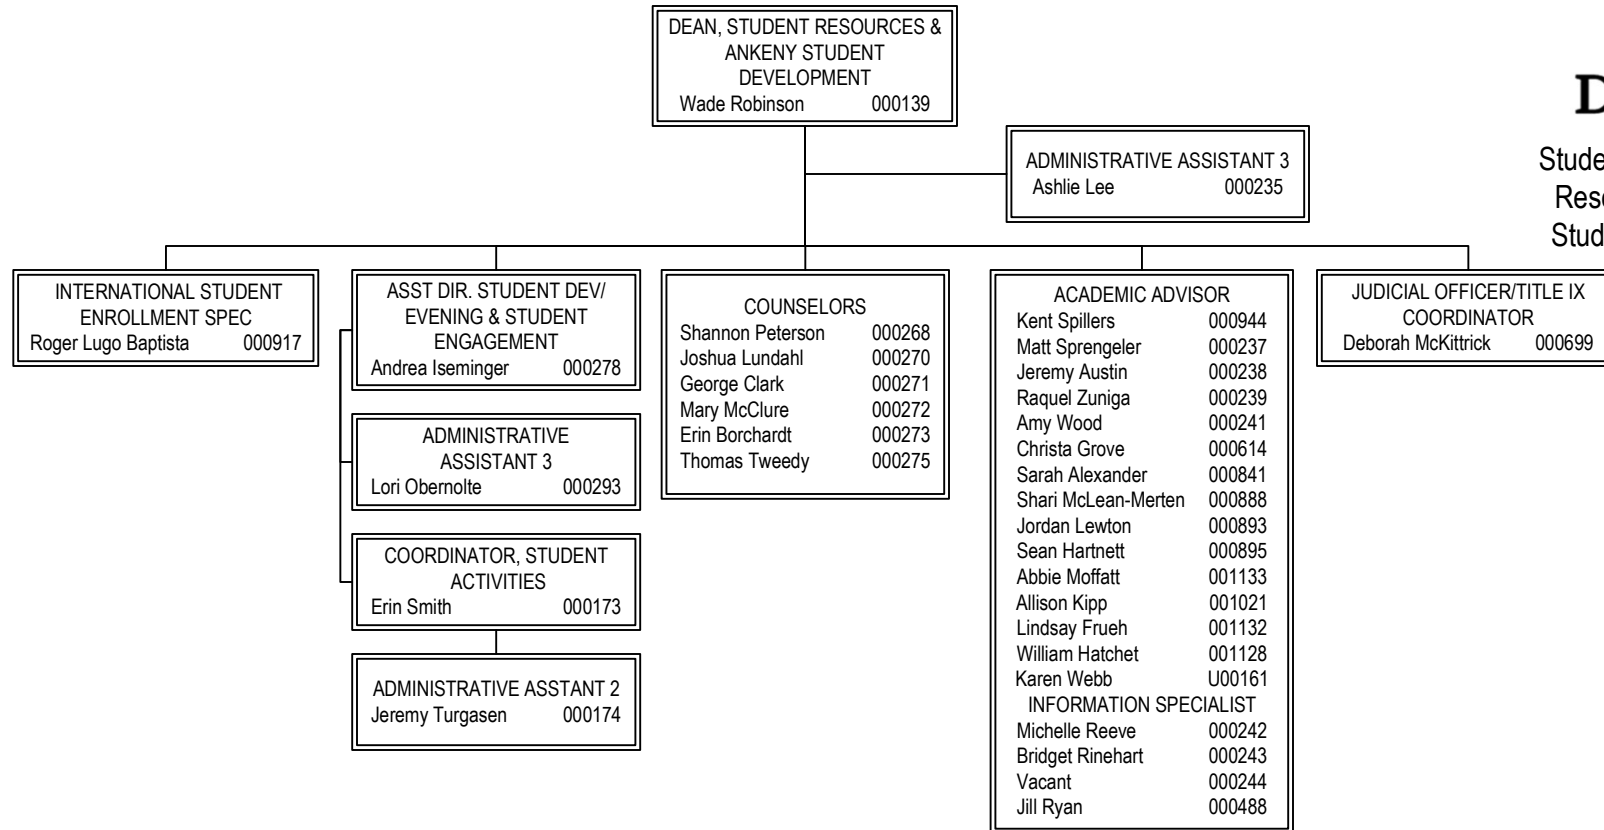 DEAN, STUDENT RESOURCES &
ANKENY STUDENT
DEVELOPMENT
Wade Robinson 000139
ADMINISTRATIVE ASSISTANT 3
Ashlie Lee 000235
D
Stude
Reso
Stud
INTERNATIONAL STUDENT
ENROLLMENT SPEC
Roger Lugo Baptista 000917
ASST DIR. STUDENT DEV/
EVENING & STUDENT
ENGAGEMENT
Andrea Iseminger 000278
ADMINISTRATIVE
ASSISTANT 3
Lori Obernolte 000293
COORDINATOR, STUDENT
ACTIVITIES
Erin Smith 000173
ADMINISTRATIVE ASSTANT 2
Jeremy Turgasen 000174
COUNSELORS
Shannon Peterson 000268
Joshua Lundahl 000270
George Clark 000271
Mary McClure 000272
Erin Borchardt 000273
Thomas Tweedy 000275
ACADEMIC ADVISOR
Kent Spillers 000944
Matt Sprengeler 000237
Jeremy Austin 000238
Raquel Zuniga 000239
Amy Wood 000241
Christa Grove 000614
Sarah Alexander 000841
Shari McLean-Merten 000888
Jordan Lewton 000893
Sean Hartnett 000895
Abbie Moffatt 001133
Allison Kipp 001021
Lindsay Frueh 001132
William Hatchet 001128
Karen Webb U00161
INFORMATION SPECIALIST
Michelle Reeve 000242
Bridget Rinehart 000243
Vacant 000244
Jill Ryan 000488
JUDICIAL OFFICER/TITLE IX
COORDINATOR
Deborah McKittrick 000699